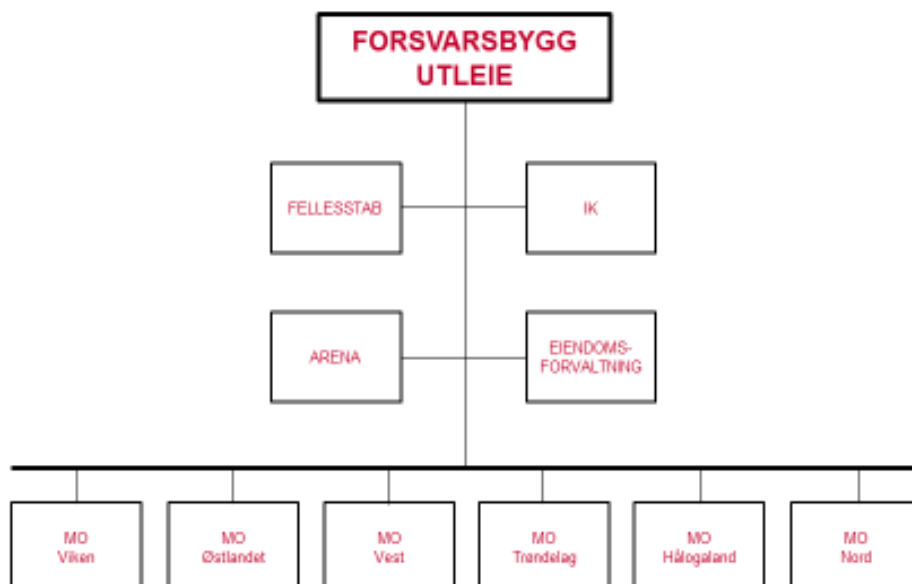 FORSVARSBYGG
UTLEIE
FELLESSTAB
IK
ARENA
EIENDOMS-
FORVALTNING
MO
Viken
MO
Østlandet
MO
Vest
MO
Trøndelag
MO
Hålogaland
MO
Nord